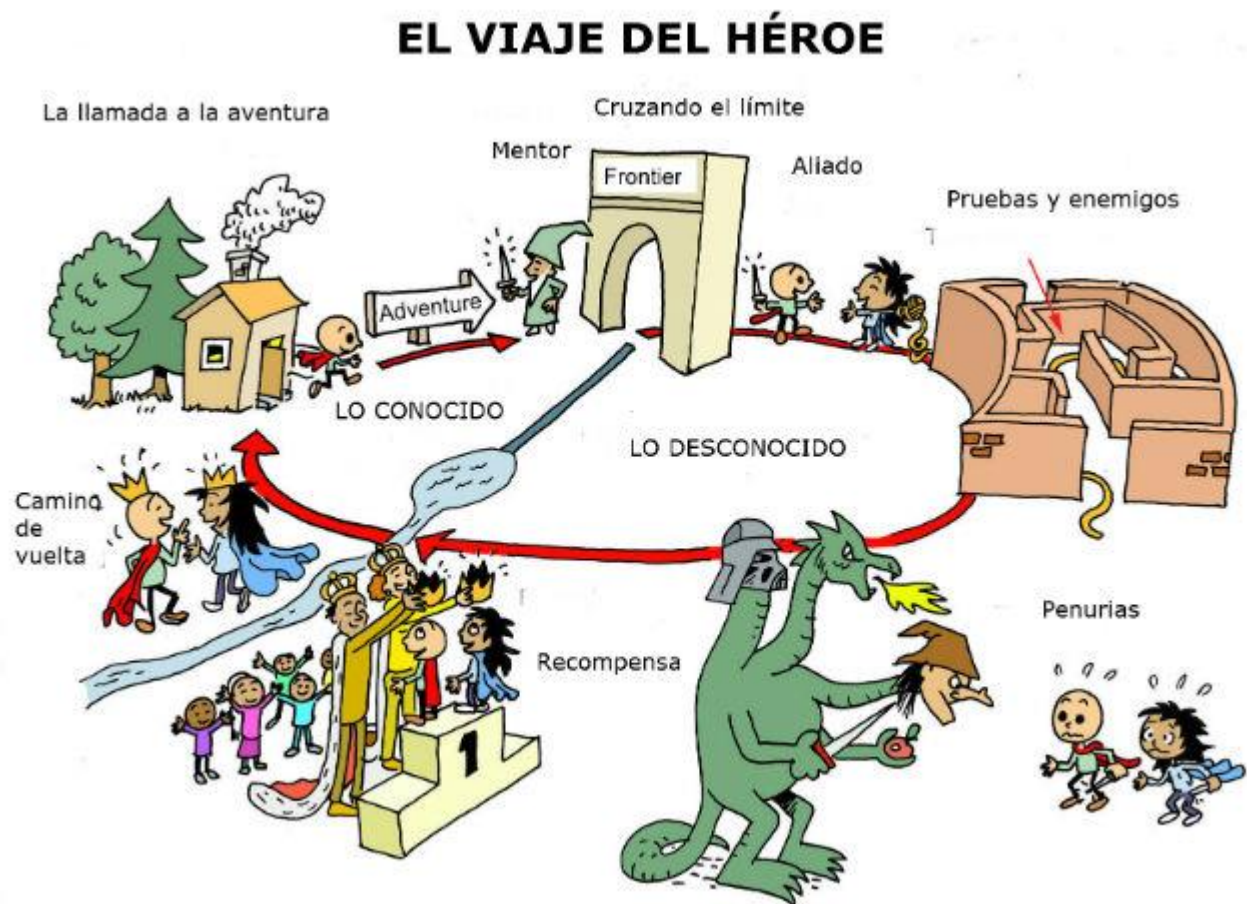 EL VIAJE DEL HÉROE
La llamada a la aventura
Cruzando el límite
Mentor
Frontier
Aliado
Pruebas y enemigos
Adventure
LO CONOCIDO
LO DESCONOCIDO
Camino
de
vuelta
Recompensa
Penurias
1